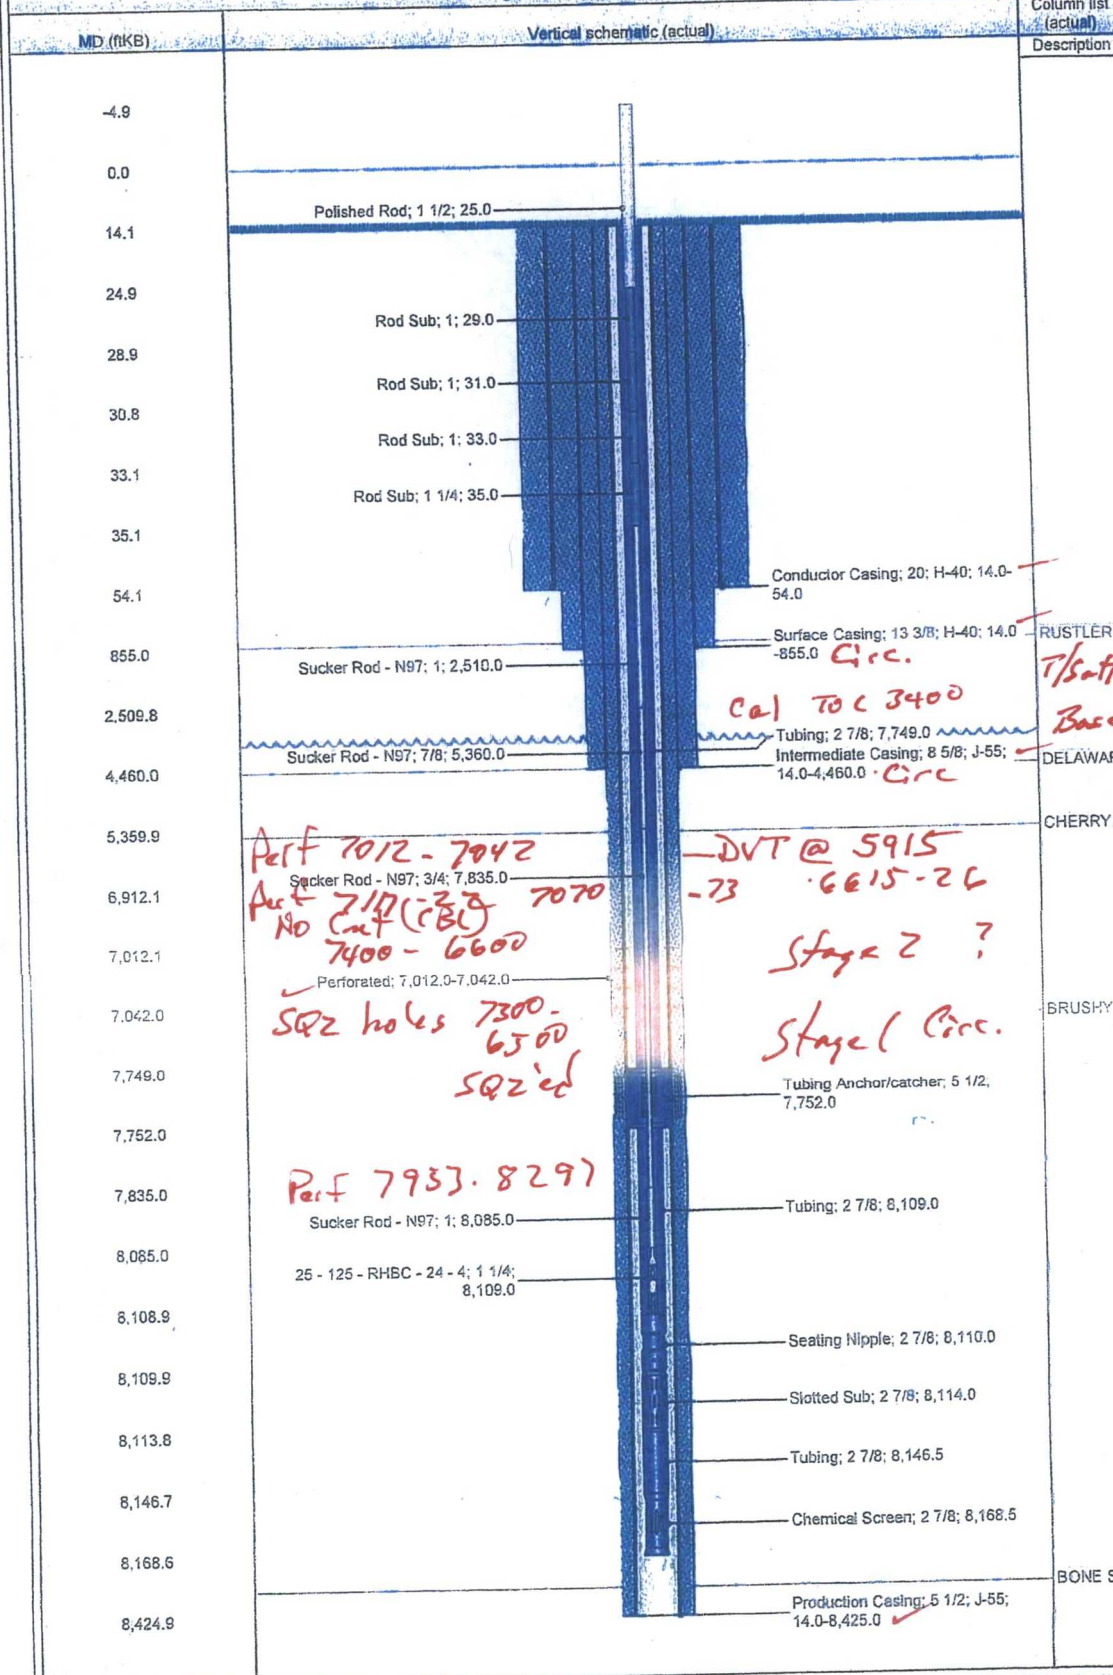 Column list
(actual)
MD (ftKB)
Vertical schematic (actual)
Description
-4.9
0.0
Polished Rod; 1 1/2; 25.0
14.1
24.9
Rod Sub; 1; 29.0
28.9
Rod Sub; 1; 31.0
30.8
Rod Sub; 1; 33.0
33.1
Rod Sub; 1 1/4; 35.0
35.1
Conductor Casing; 20; H-40; 14.0-
54.0
54.1
Surface Casing; 13 3/8; H-40; 14.0
-855.0 Circ.
RUSTLER
855.0
Sucker Rod - N97; 1; 2,510.0
T/Salt
Cal TOC 3400
2,509.8
Base
Tubing; 2 7/8; 7,749.0
Sucker Rod - N97; 7/8; 5,360.0
Intermediate Casing; 8 5/8; J-55;
14.0-4,460.0 Circ
DELAWAR
4,460.0
CHERRY
5,359.9
Perf 7012 - 7042
DVT @ 5915
Sucker Rod - N97; 3/4; 7,835.0
6615-26
6,912.1
Perf 7070 -73
No Cmt (CBL)
7400 - 6600
7,012.1
Stage 2 ?
Perforated; 7,012.0-7,042.0
7,042.0
SQz holes 7300-
6500
SQz'ed
BRUSHY
Stage 1 Circ.
7,749.0
Tubing Anchor/catcher; 5 1/2,
7,752.0
7,752.0
Perf 7933-8297
7,835.0
Tubing; 2 7/8; 8,109.0
Sucker Rod - N97; 1; 8,085.0
8,085.0
25 - 125 - RHBC - 24 - 4; 1 1/4;
8,109.0
8,108.9
Seating Nipple; 2 7/8; 8,110.0
8,109.9
Slotted Sub; 2 7/8; 8,114.0
8,113.8
Tubing; 2 7/8; 8,146.5
8,146.7
Chemical Screen; 2 7/8; 8,168.5
8,168.6
BONE S
Production Casing; 5 1/2; J-55;
14.0-8,425.0
8,424.9